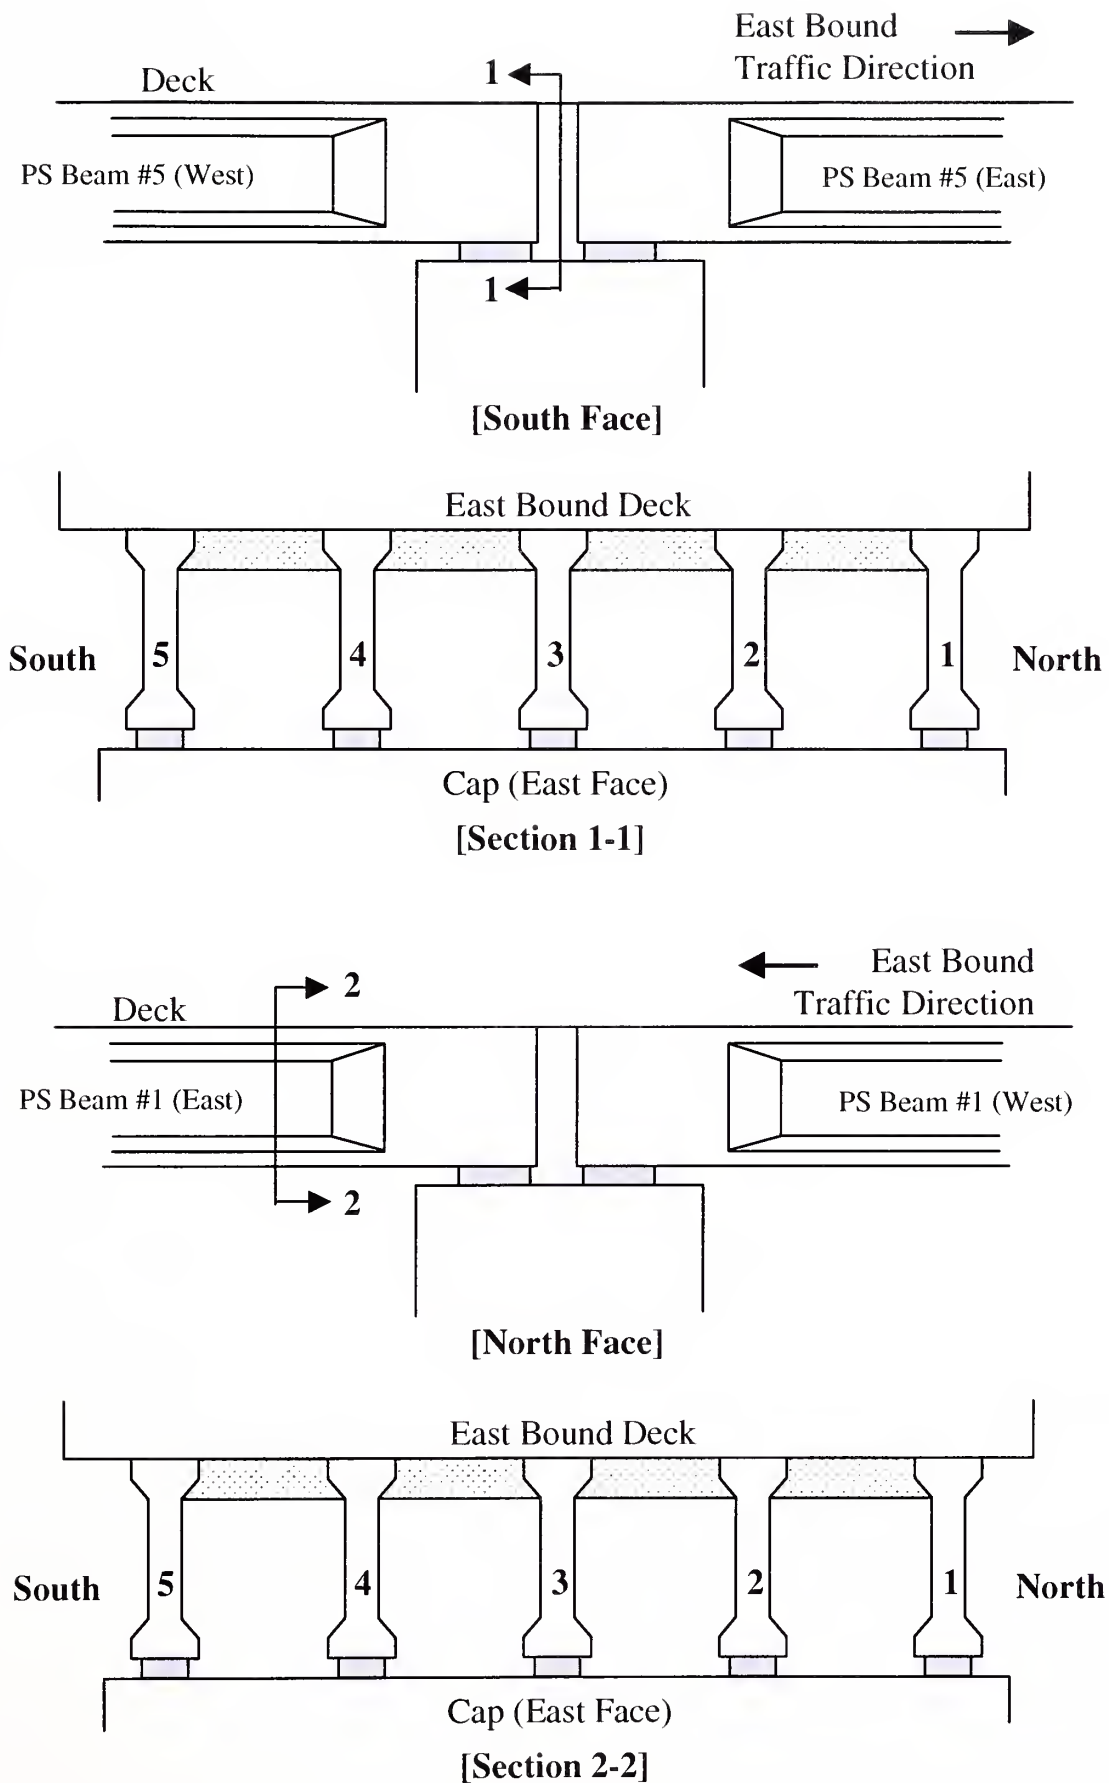 East Bound
Traffic Direction
Deck
1
PS Beam #5 (West)
PS Beam #5 (East)
1
[South Face]
East Bound Deck
South 5 4 3 2 1 North
Cap (East Face)
[Section 1-1]
East Bound
Traffic Direction
2
Deck
PS Beam #1 (East)
PS Beam #1 (West)
2
[North Face]
East Bound Deck
South 5 4 3 2 1 North
Cap (East Face)
[Section 2-2]